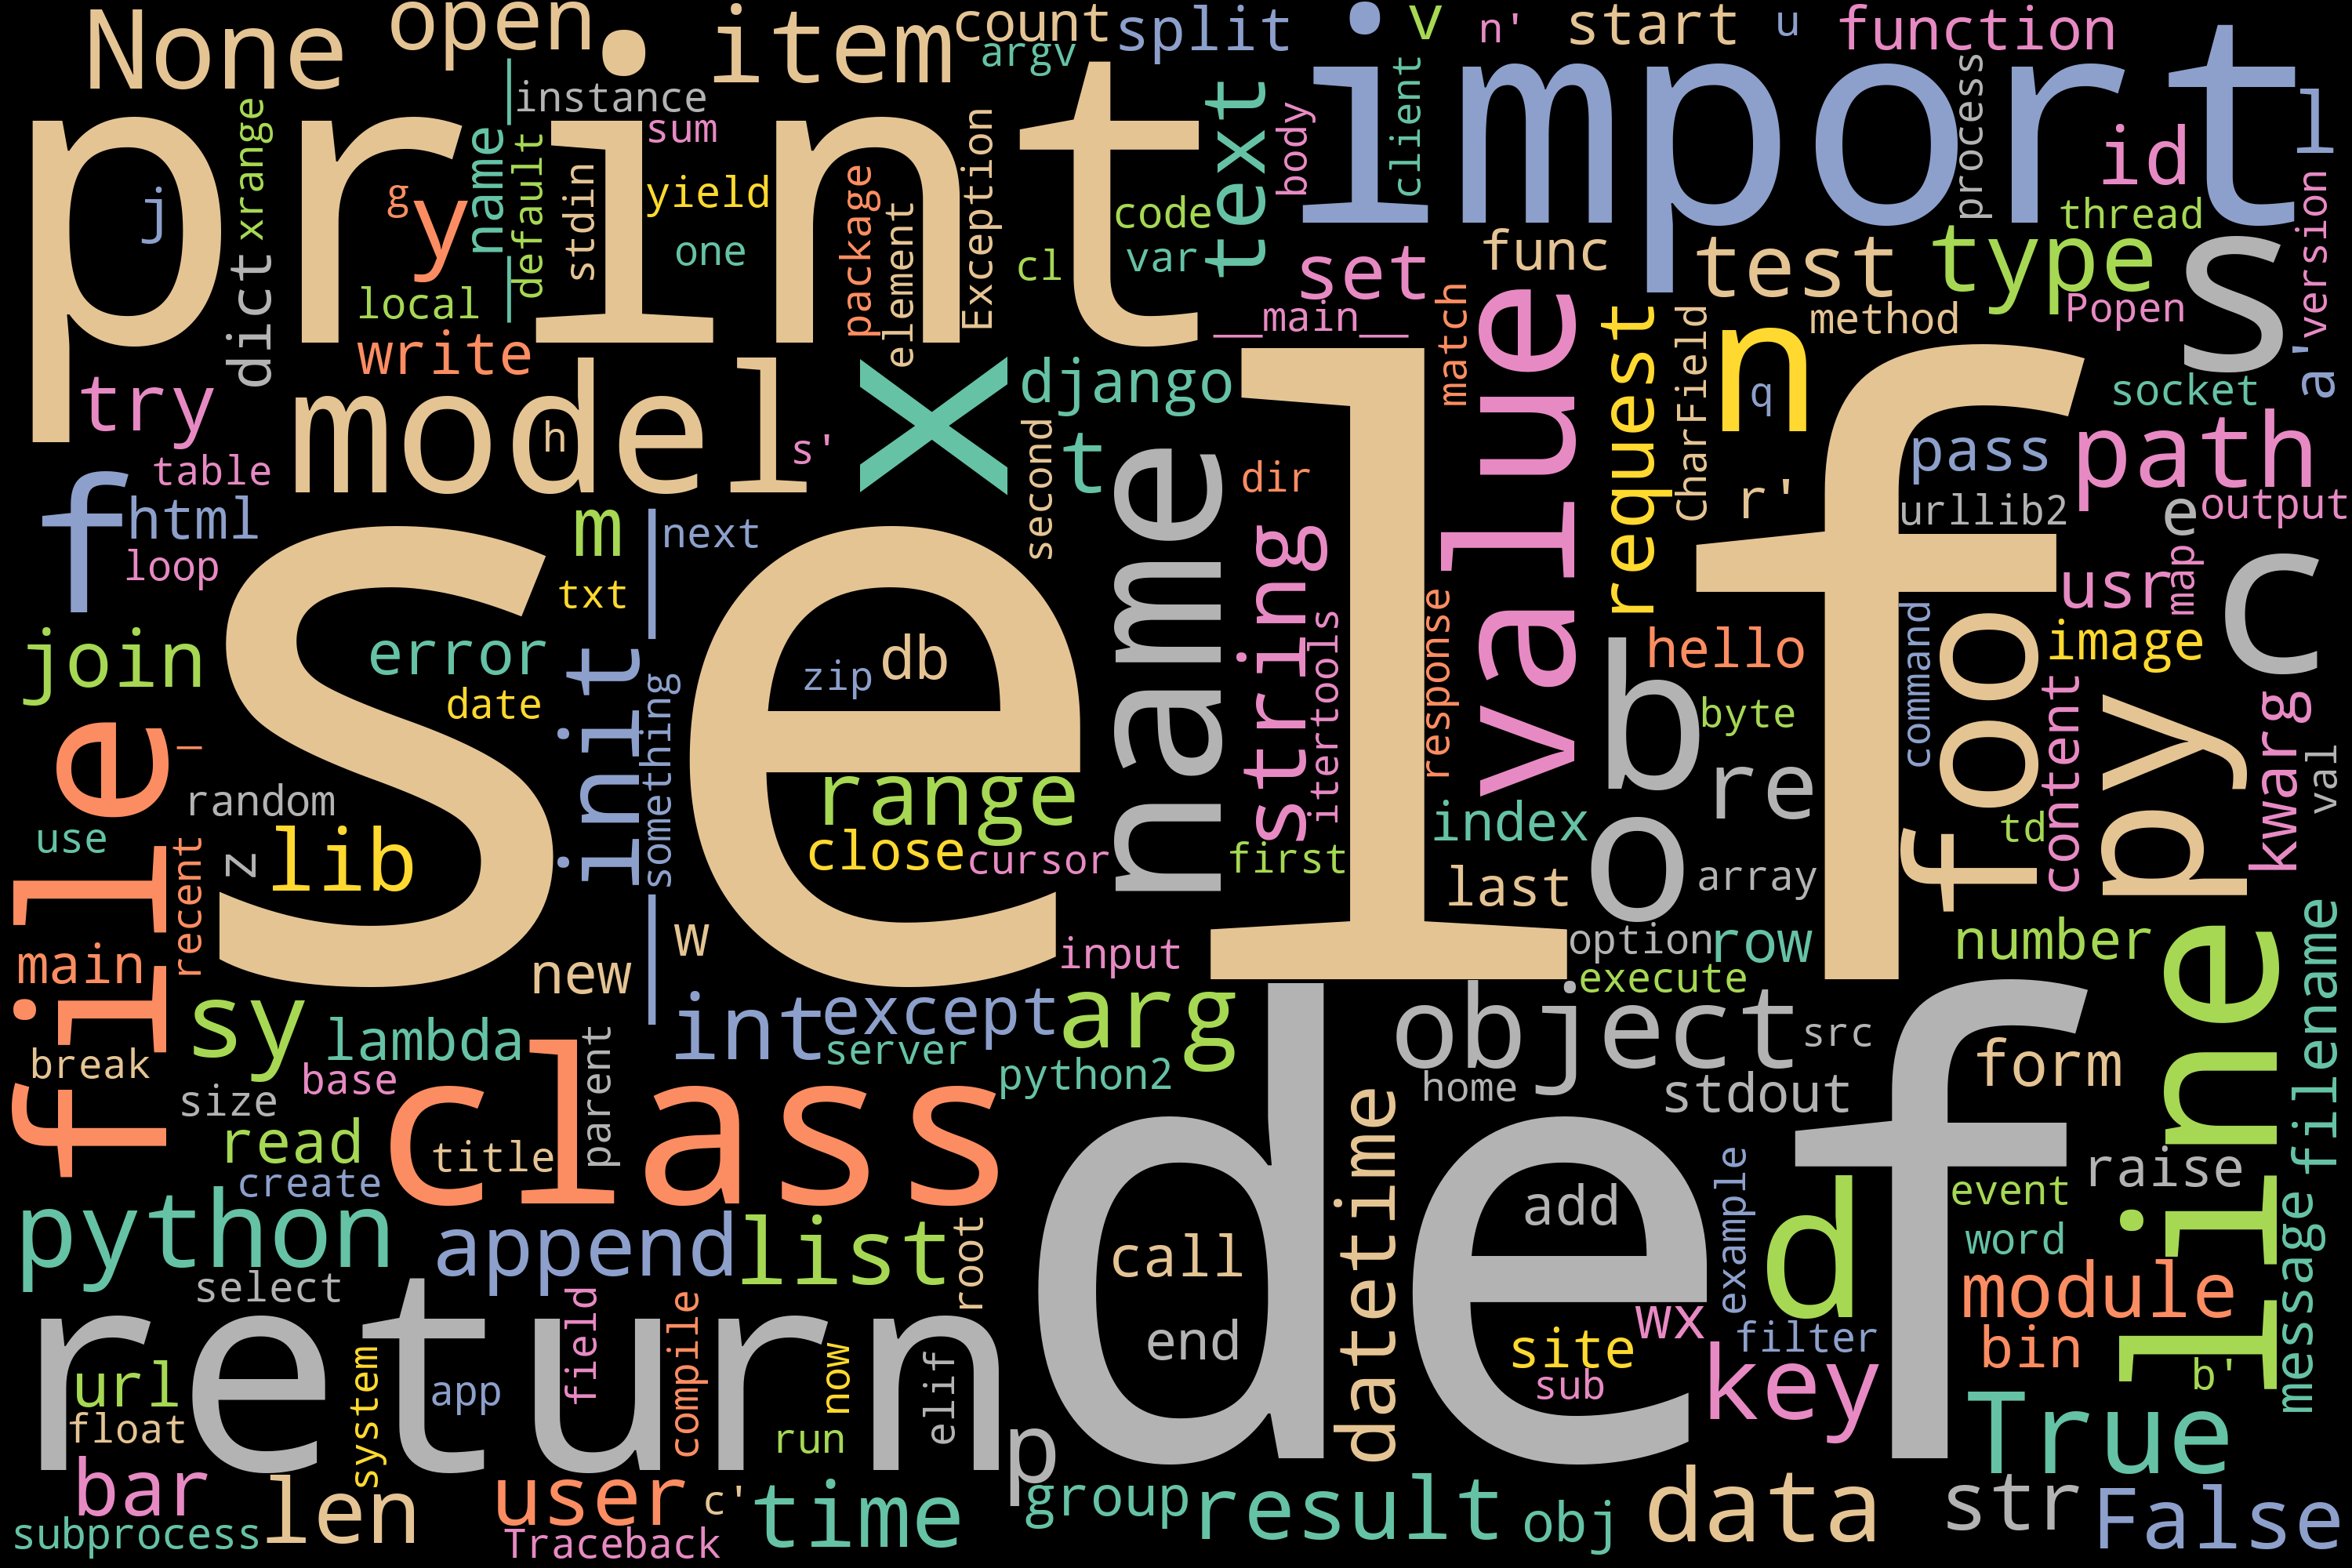 None
open
item
count
argv
split
v
n'
start
u
function
print
import
instance
sum
xrange
j
g
y
__name__
default
stdin
yield
one
package
element
Exception
code
var
cl
text
body
client
process
id
l
thread
version
local
write
dict
set
func
test
type
s
Popen
method
__main__
match
a'
try
model
h
s'
x
django
t
second
dir
value
request
CharField
n
q
r'
socket
pass
path
urllib2
e
output
map
table
f
html
loop
m
txt
next
self
name
string
itertools
response
foo
usr
c
image
join
error
date
__init__
something
zip
db
hello
b
byte
command
content
py
kwarg
val
file
random
use
z
lib
recent
range
close
cursor
first
index
re
o
array
td
last
main
new
w
input
option
row
execute
number
line
filename
sy
lambda
int
except
arg
object
src
form
break
base
server
python2
home
stdout
size
class
parent
read
title
create
def
datetime
example
raise
event
d
add
call
word
message
python
append
list
root
select
return
module
wx
end
site
filter
bin
sub
key
b'
url
system
app
field
compile
now
elif
float
run
p
True
bar
len
user
c'
time
group
result
obj
data
str
False
subprocess
Traceback